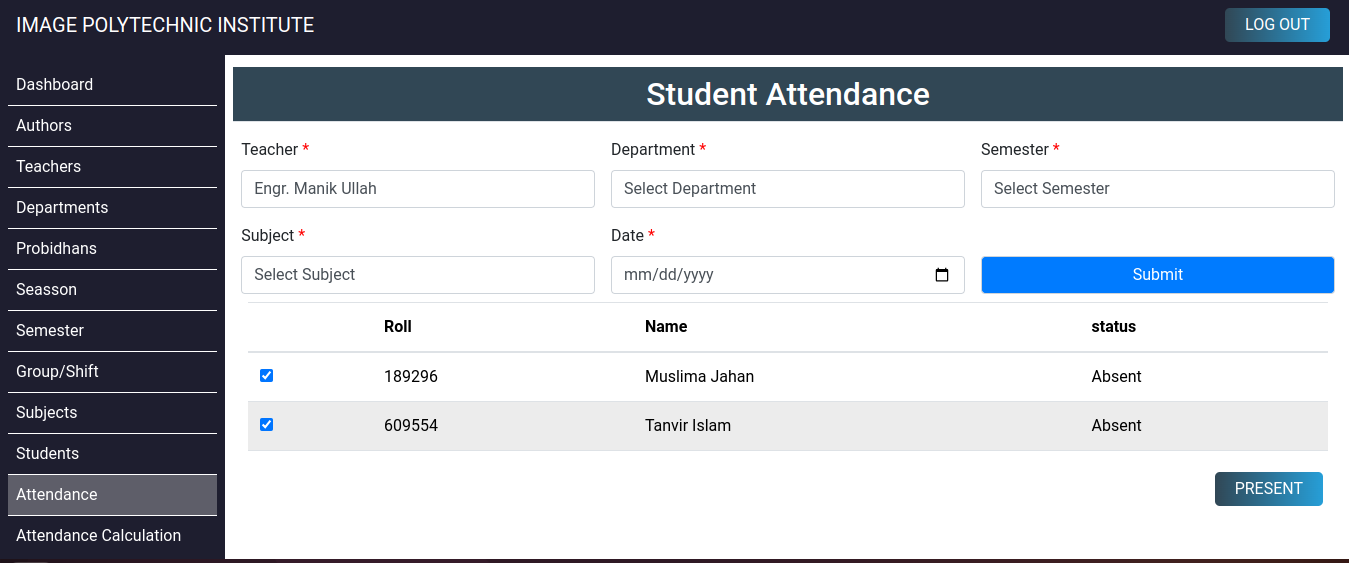 IMAGE POLYTECHNIC INSTITUTE
LOG OUT
Dashboard
Authors
Teachers
Departments
Probidhans
Seasson
Semester
Group/Shift
Subjects
Students
Attendance
Attendance Calculation
Student Attendance
Teacher * Department * Semester *
Engr. Manik Ullah Select Department Select Semester
Subject * Date *
Select Subject mm/dd/yyyy Submit
Roll Name status
189296 Muslima Jahan Absent
609554 Tanvir Islam Absent
PRESENT